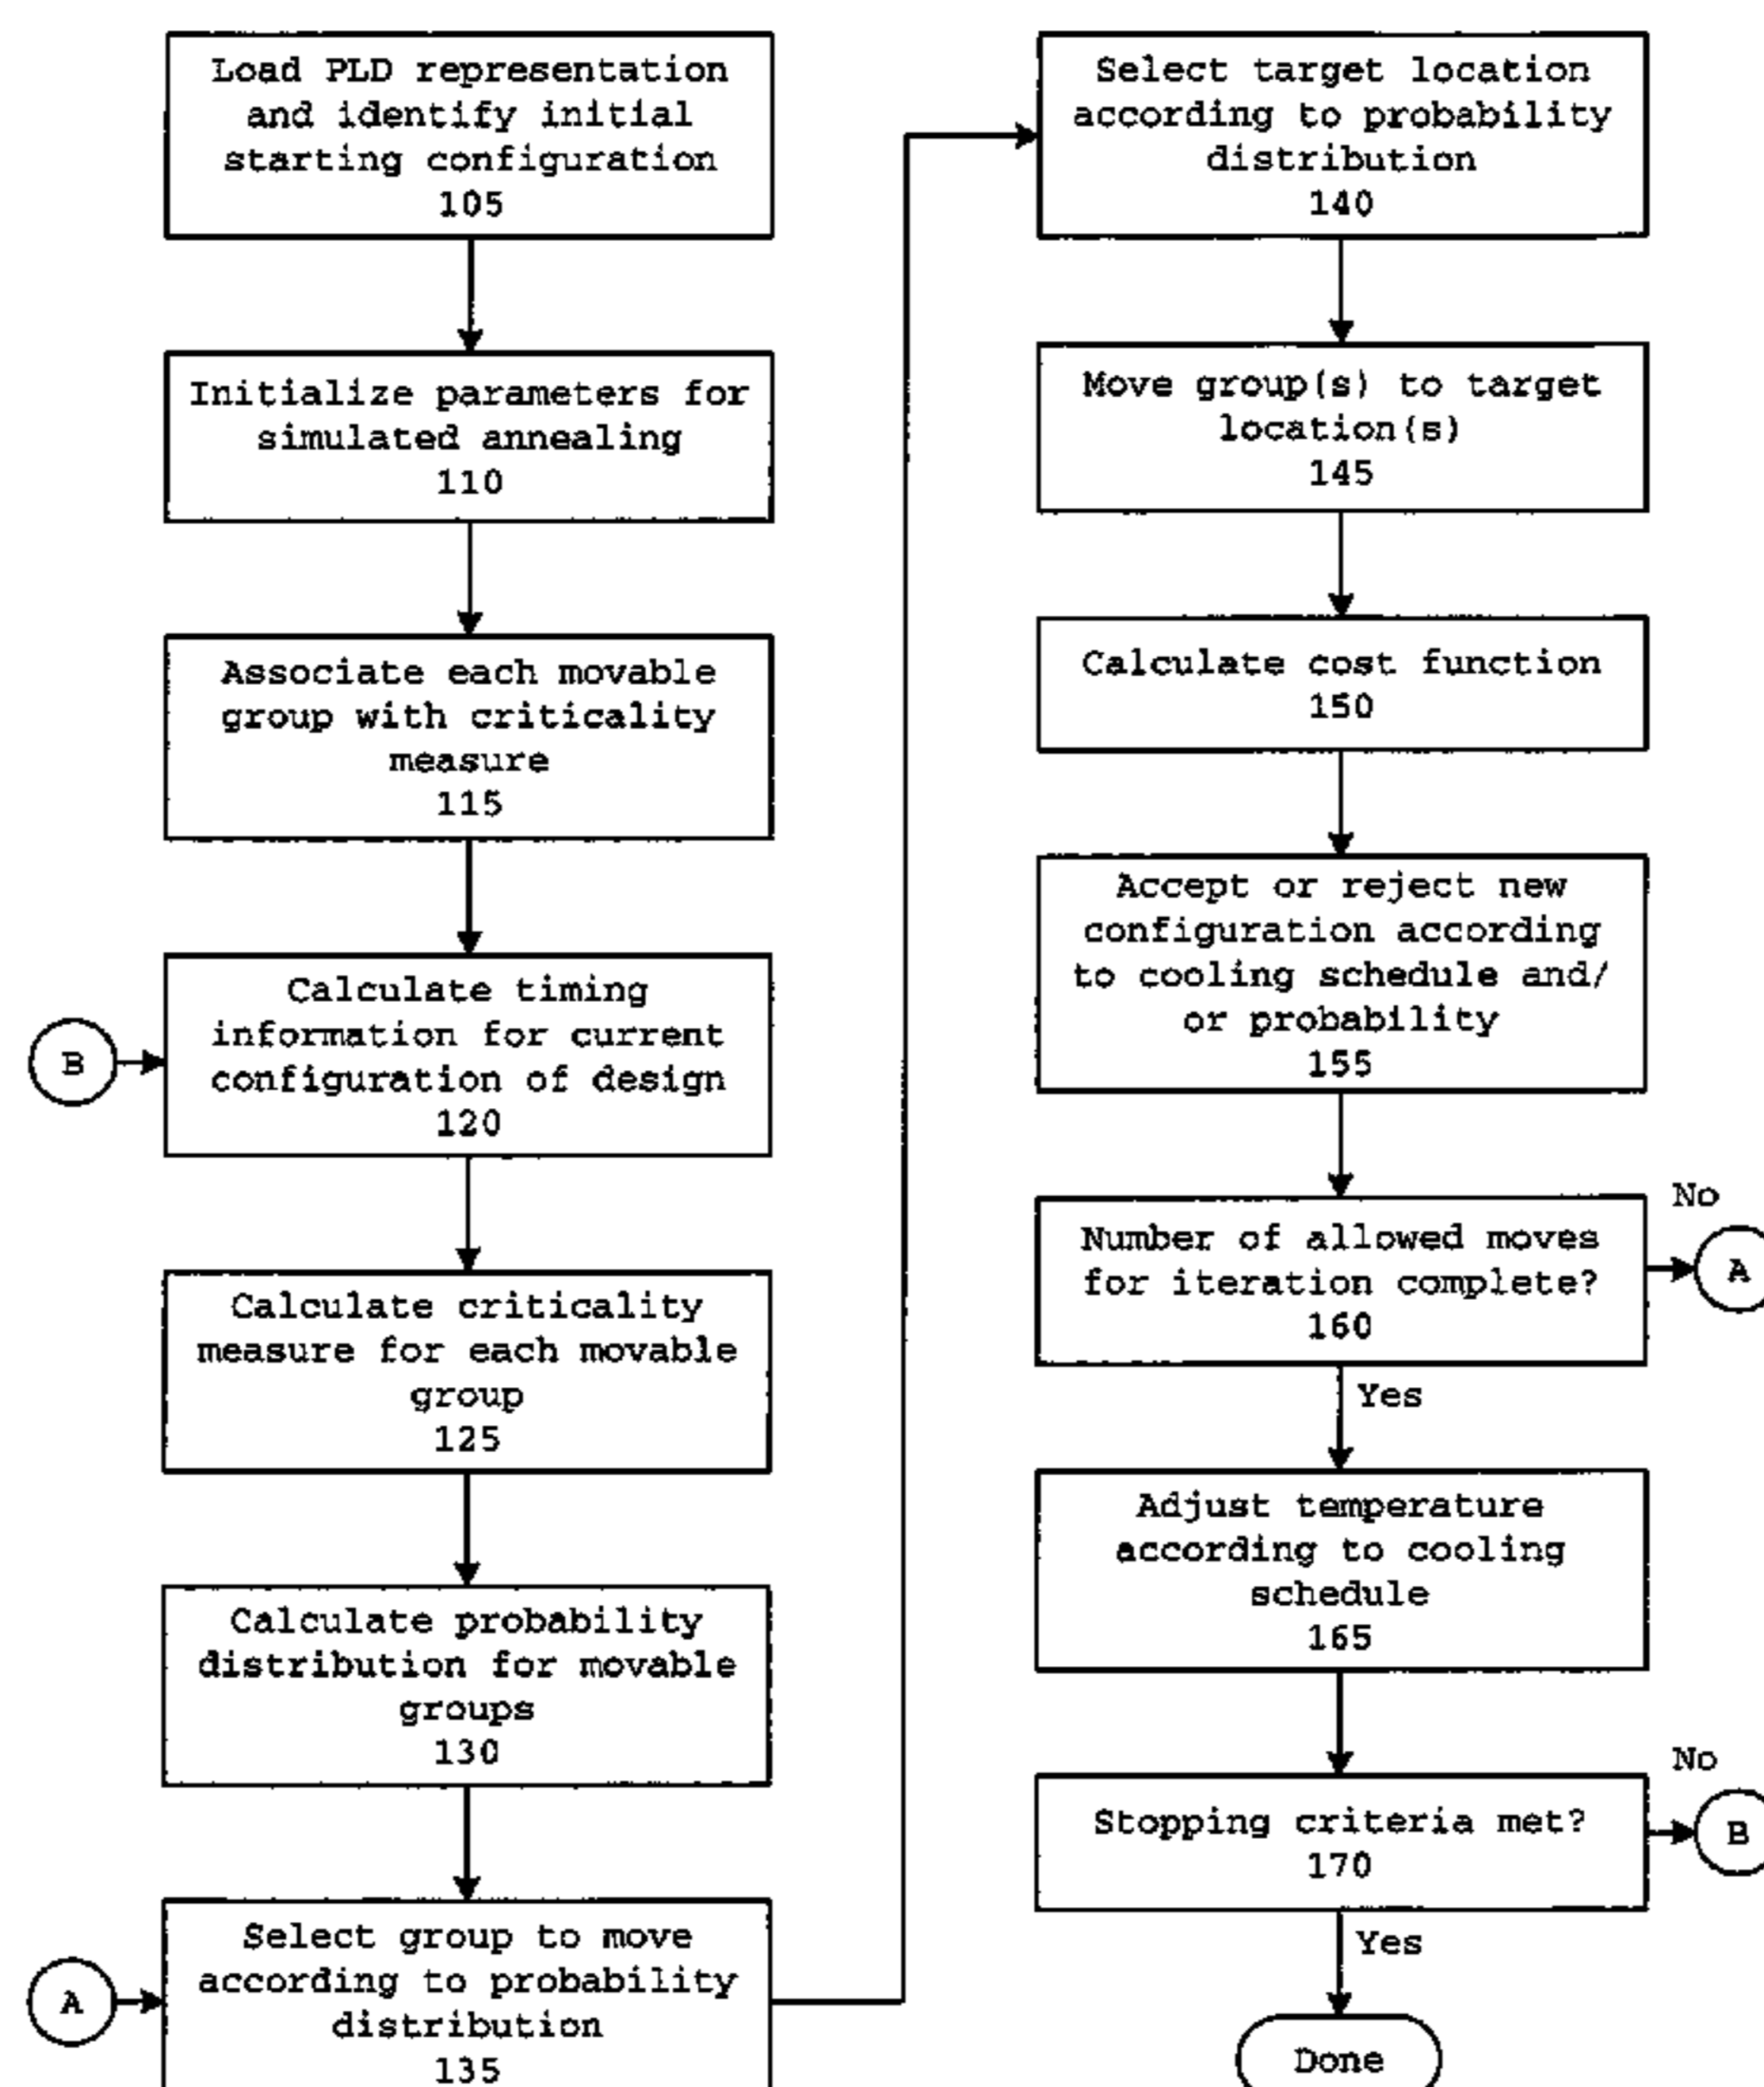 Load PLD representation
and identify initial
starting configuration
105
Initialize parameters for
simulated annealing
110
Associate each movable
group with criticality
measure
115
B
Calculate timing
information for current
configuration of design
120
Calculate criticality
measure for each movable
group
125
Calculate probability
distribution for movable
groups
130
A
Select group to move
according to probability
distribution
135
Select target location
according to probability
distribution
140
Move group(s) to target
location(s)
145
Calculate cost function
150
Accept or reject new
configuration according
to cooling schedule and/
or probability
155
Number of allowed moves
for iteration complete?
160
No
A
Yes
Adjust temperature
according to cooling
schedule
165
Stopping criteria met?
170
No
B
Yes
Done